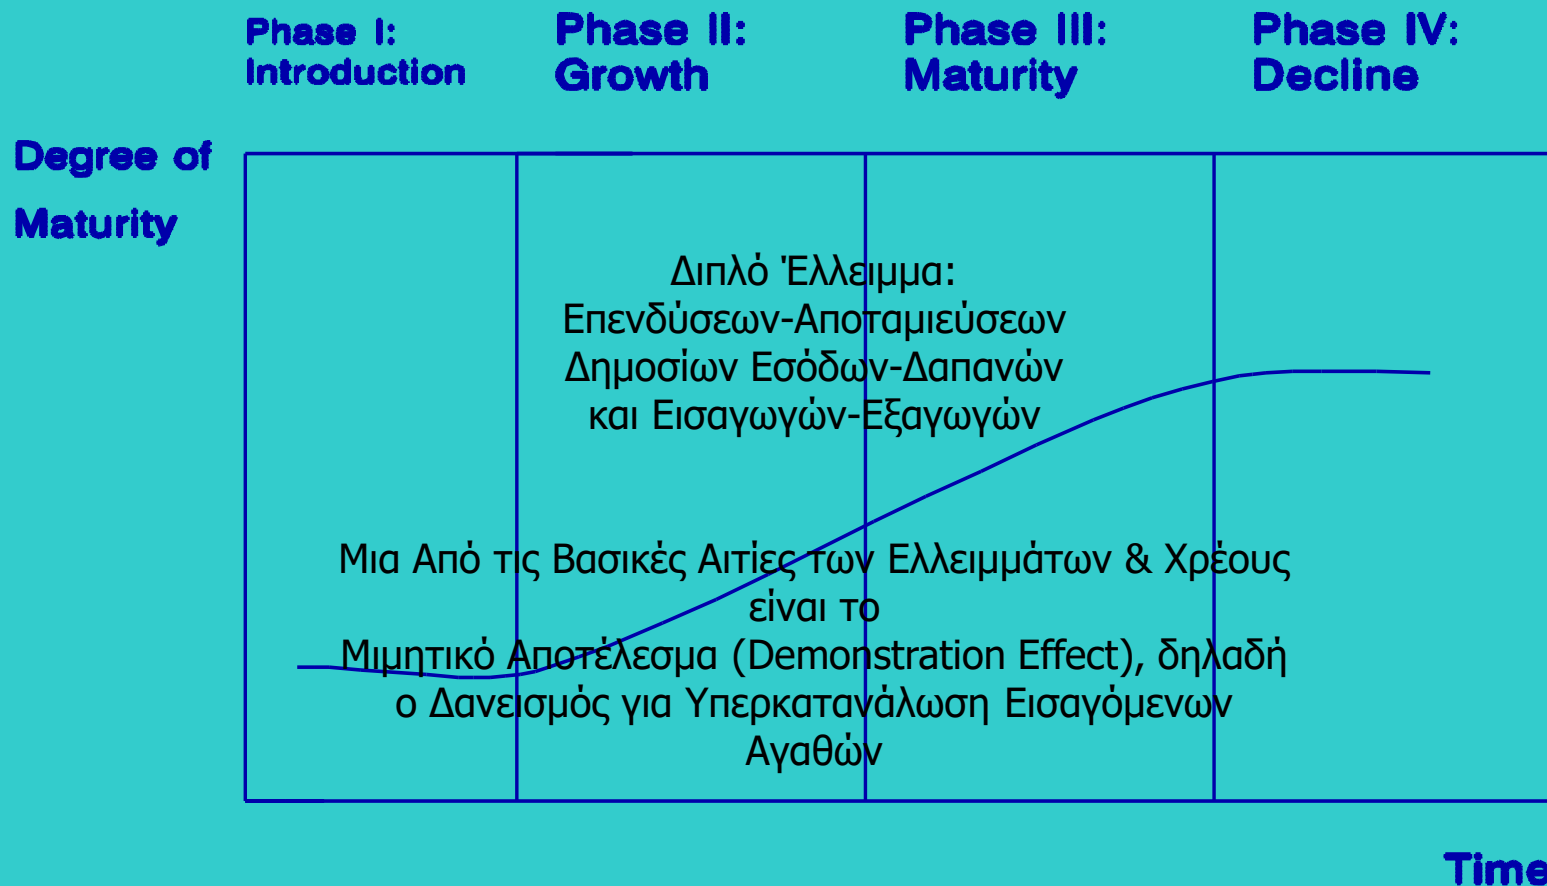 Phase I:
Introduction
Phase II:
Growth
Phase III:
Maturity
Phase IV:
Decline
Degree of
Maturity
Διπλό Έλλειμμα:
Επενδύσεων-Αποταμιεύσεων
Δημοσίων Εσόδων-Δαπανών
και Εισαγωγών-Εξαγωγών
Μια Από τις Βασικές Αιτίες των Ελλειμμάτων & Χρέους
είναι το
Μιμητικό Αποτέλεσμα (Demonstration Effect), δηλαδή
ο Δανεισμός για Υπερκατανάλωση Εισαγόμενων
Αγαθών
Time